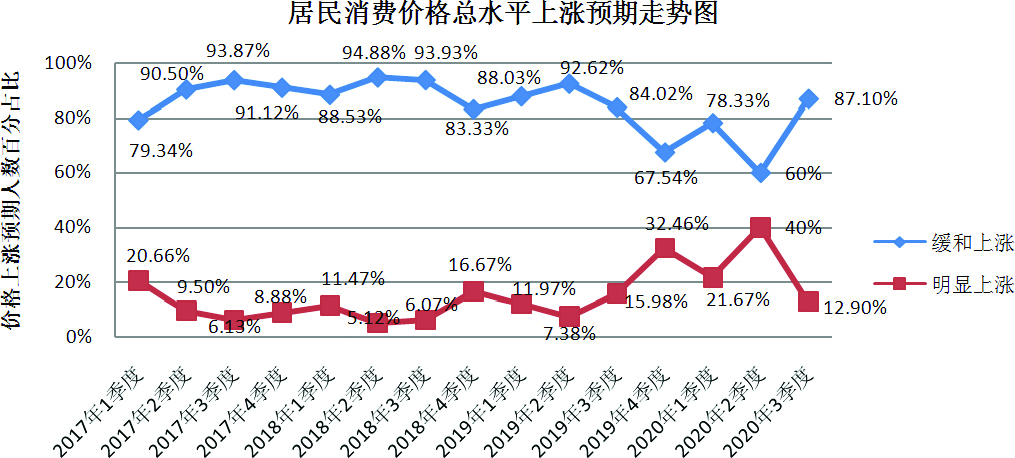 居民消费价格总水平上涨预期走势图
价格上涨预期人数百分占比
100%
80%
60%
40%
20%
0%
79.34%
90.50%
93.87%
91.12%
88.53%
94.88%
93.93%
83.33%
88.03%
92.62%
84.02%
67.54%
78.33%
60%
87.10%
20.66%
9.50%
6.13%
8.88%
11.47%
5.12%
6.07%
16.67%
11.97%
7.38%
15.98%
32.46%
21.67%
40%
12.90%
缓和上涨
明显上涨
2017年1季度
2017年2季度
2017年3季度
2017年4季度
2018年1季度
2018年2季度
2018年3季度
2018年4季度
2019年1季度
2019年2季度
2019年3季度
2019年4季度
2020年1季度
2020年2季度
2020年3季度